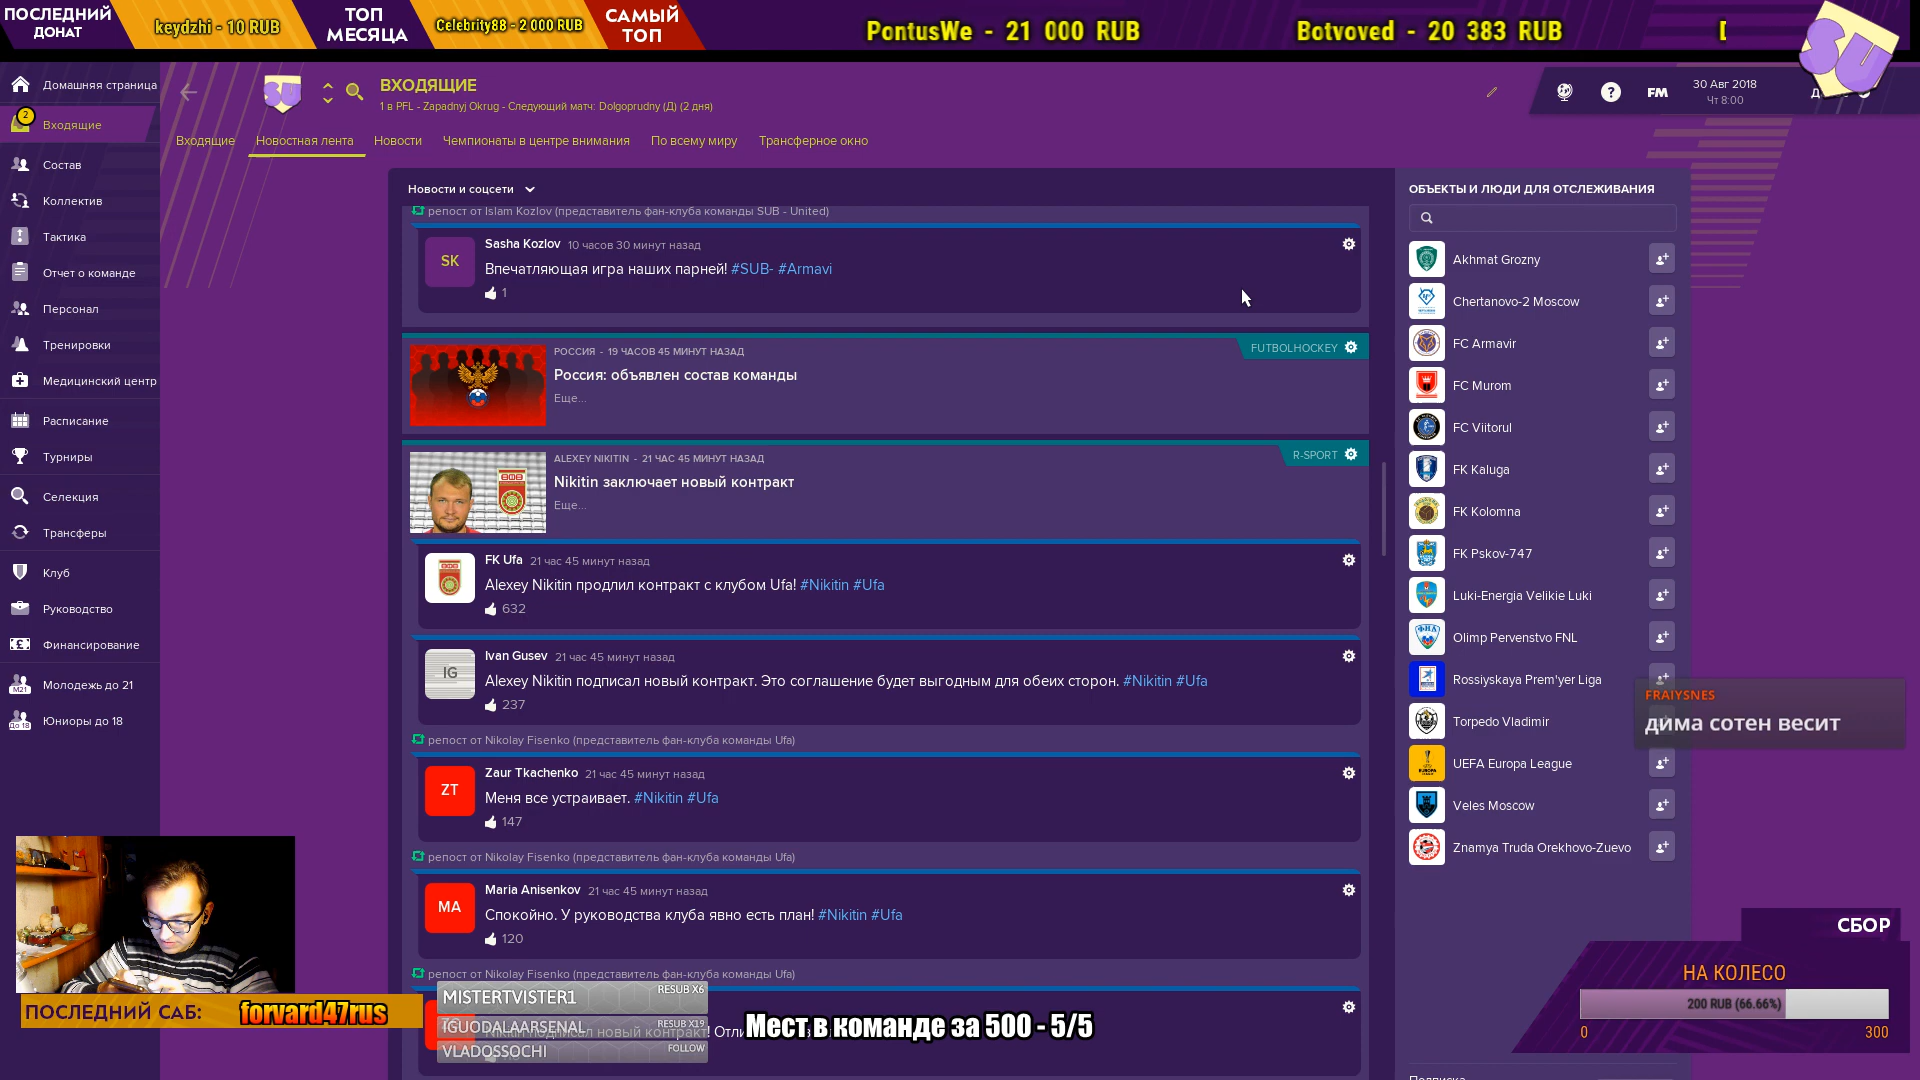 ПОСЛЕДНИЙ
ДОНАТ
keydzhi - 10 RUB
ТОП
МЕСЯЦА
Celebrity88 - 2 000 RUB
САМЫЙ
ТОП
PontusWe - 21 000 RUB
Botvoved - 20 383 RUB
SU
Домашняя страница
2
Входящие
Состав
Коллектив
Тактика
Отчет о команде
Персонал
Тренировки
Медицинский центр
Расписание
Турниры
Селекция
Трансферы
Клуб
Руководство
Финансирование
Молодежь до 21
Юниоры до 18
ВХОДЯЩИЕ
1 в PFL - Zapadnyj Okrug - Следующий матч: Dolgoprudny (Д) (2 дня)
FM
30 Авг 2018
Чт 8:00
Входящие
Новостная лента
Новости
Чемпионаты в центре внимания
По всему миру
Трансферное окно
Новости и соцсети
репост от Islam Kozlov (представитель фан-клуба команды SUB - United)
SK
Sasha Kozlov 10 часов 30 минут назад
Впечатляющая игра наших парней! #SUB- #Armavi
1
РОССИЯ - 19 ЧАСОВ 45 МИНУТ НАЗАД
FUTBOLHOCKEY
Россия: объявлен состав команды
Еще...
ALEXEY NIKITIN - 21 ЧАС 45 МИНУТ НАЗАД
R-SPORT
Nikitin заключает новый контракт
Еще...
FK Ufa 21 час 45 минут назад
Alexey Nikitin продлил контракт с клубом Ufa! #Nikitin #Ufa
632
IG
Ivan Gusev 21 час 45 минут назад
Alexey Nikitin подписал новый контракт. Это соглашение будет выгодным для обеих сторон. #Nikitin #Ufa
237
репост от Nikolay Fisenko (представитель фан-клуба команды Ufa)
ZT
Zaur Tkachenko 21 час 45 минут назад
Меня все устраивает. #Nikitin #Ufa
147
репост от Nikolay Fisenko (представитель фан-клуба команды Ufa)
MA
Maria Anisenkov 21 час 45 минут назад
Спокойно. У руководства клуба явно есть план! #Nikitin #Ufa
120
репост от Nikolay Fisenko (представитель фан-клуба команды Ufa)
Nikitin подписал новый контракт!
ОБЪЕКТЫ И ЛЮДИ ДЛЯ ОТСЛЕЖИВАНИЯ
Akhmat Grozny
Chertanovo-2 Moscow
FC Armavir
FC Murom
FC Viitorul
FK Kaluga
FK Kolomna
FK Pskov-747
Luki-Energia Velikie Luki
Olimp Pervenstvo FNL
Rossiyskaya Prem'yer Liga
Torpedo Vladimir
UEFA Europa League
Veles Moscow
Znamya Truda Orekhovo-Zuevo
FRAIYSNES
дима сотен весит
СБОР
НА КОЛЕСО
200 RUB (66.66%)
0
300
ПОСЛЕДНИЙ САБ:
forvard47rus
MISTERTVISTER1
RESUB X6
IGUODALAARSENAL
RESUB X19
VLADOSSOCHI
FOLLOW
Мест в команде за 500 - 5/5